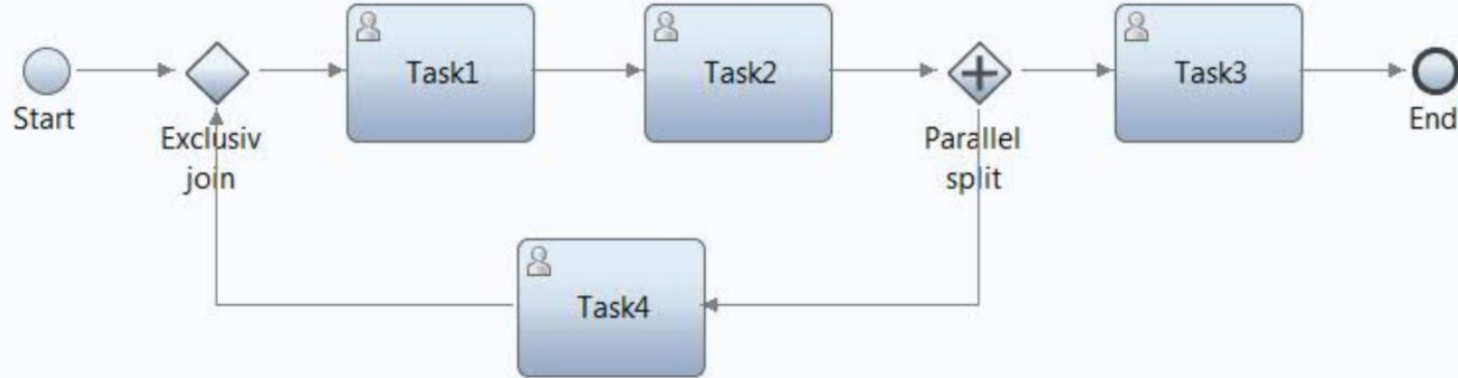 Task1
Task2
Task3
Start
Exclusiv
join
Parallel
split
End
Task4